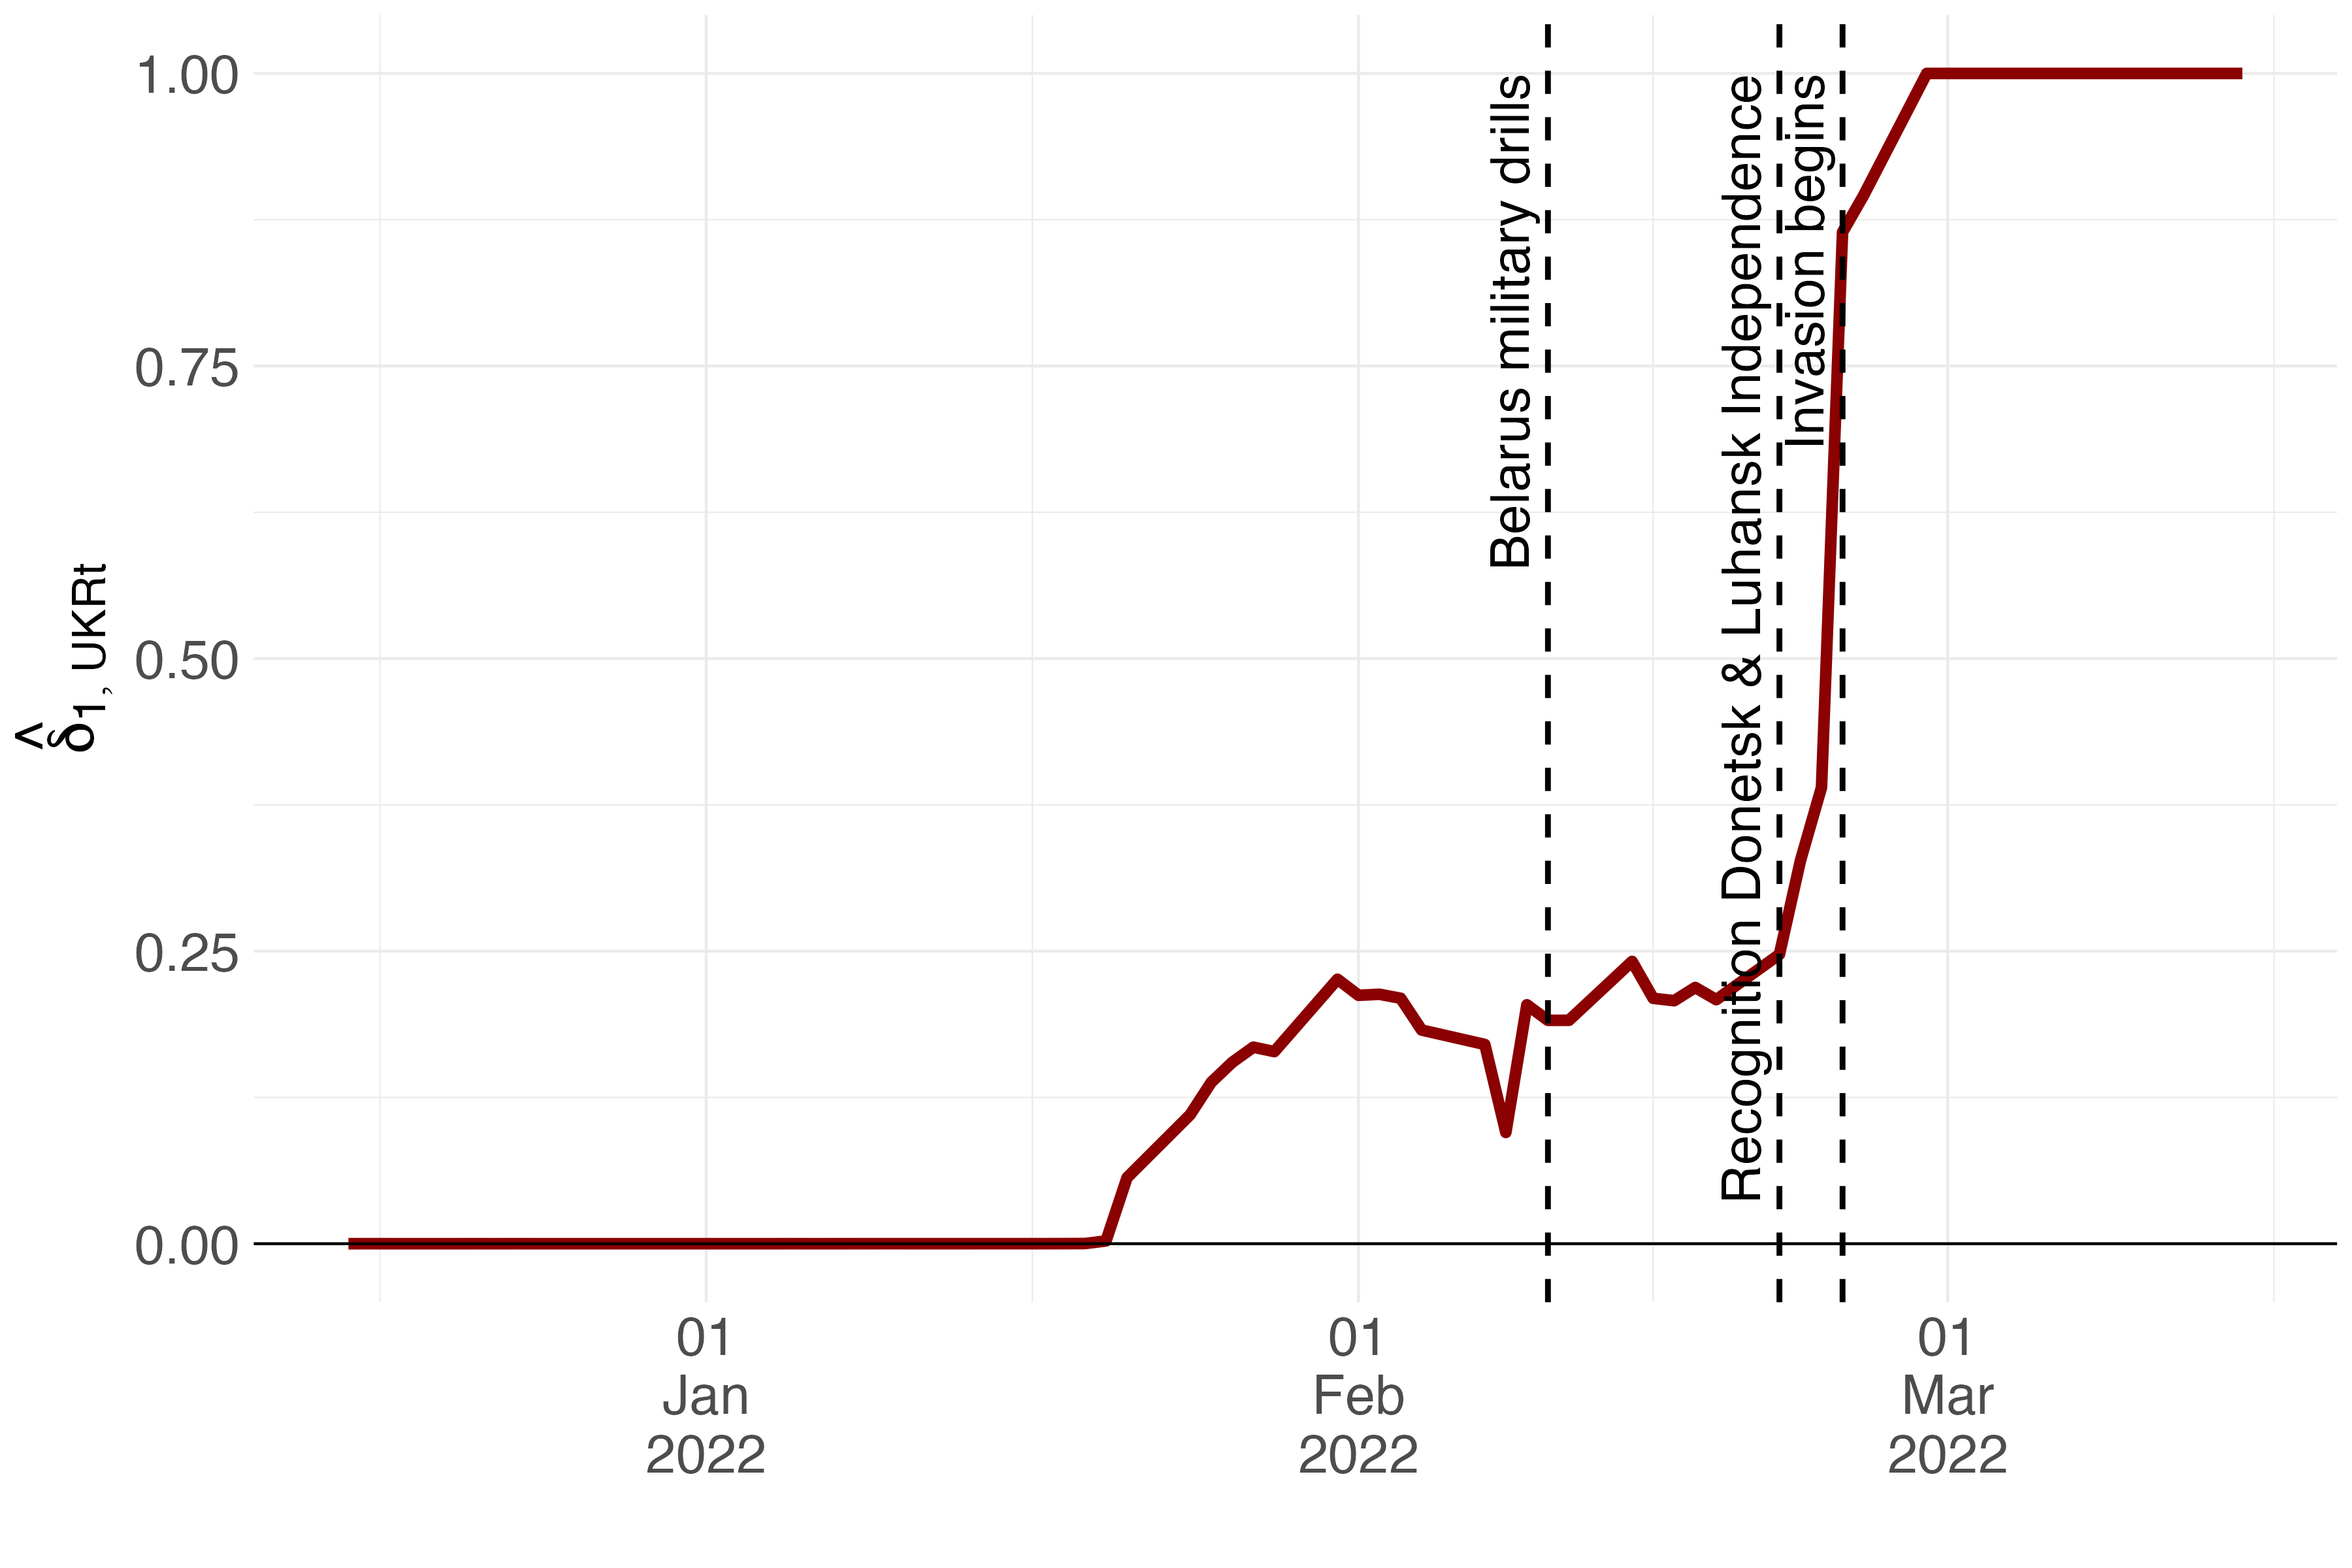 1.00
0.75
0.50
0.25
0.00
δ̂1, UKRt
Belarus military drills
Recognition Donetsk & Luhansk Independence
Invasion begins
01
Jan
2022
01
Feb
2022
01
Mar
2022